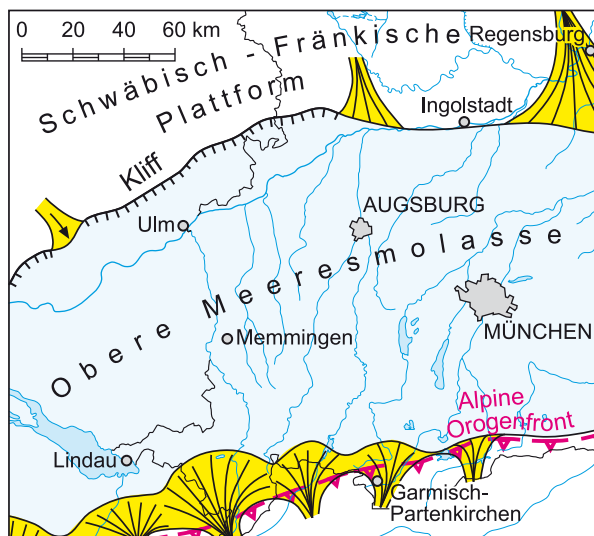 0 20 40 60 km
Schwäbisch - Fränkische
Plattform
Regensburg
Ingolstadt
Kliff
Ulm
AUGSBURG
Obere Meeresmolasse
MÜNCHEN
Memmingen
Alpine
Orogenfront
Lindau
Garmisch-
Partenkirchen